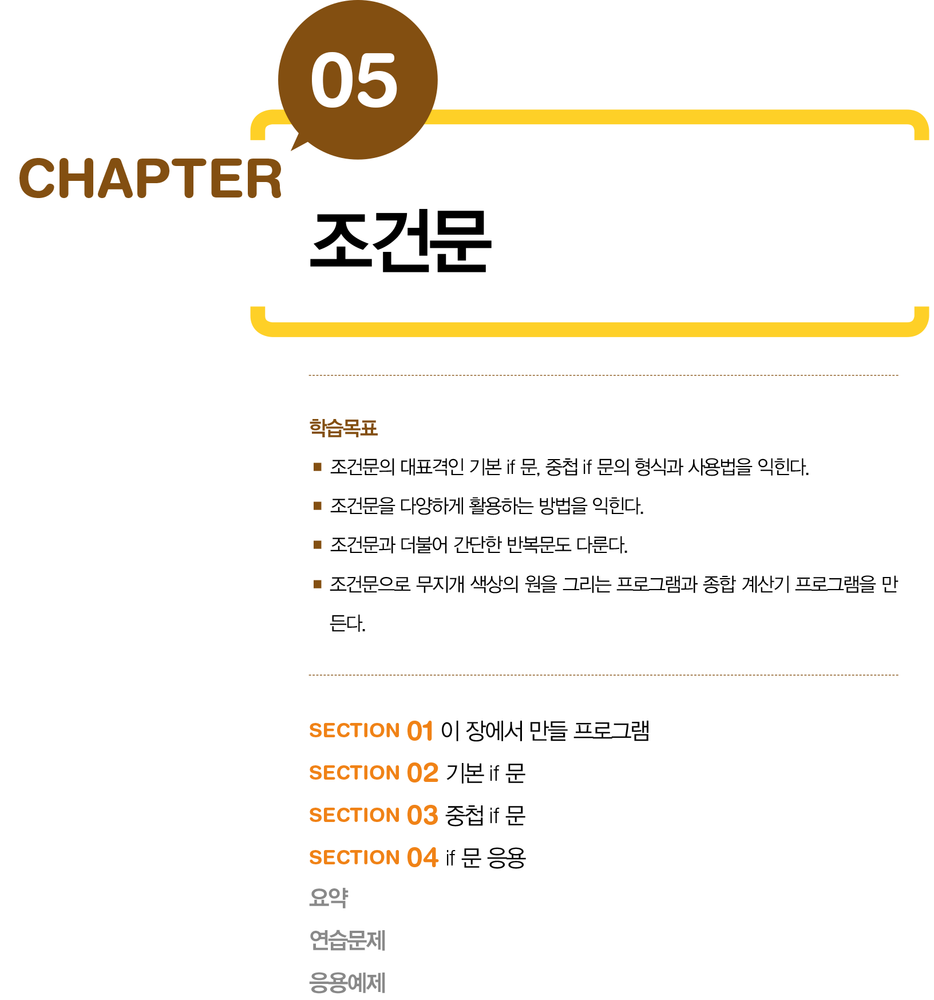 05
CHAPTER
조건문
학습목표
■ 조건문의 대표격인 기본 if 문, 중첩 if 문의 형식과 사용법을 익힌다.
■ 조건문을 다양하게 활용하는 방법을 익힌다.
■ 조건문과 더불어 간단한 반복문도 다룬다.
■ 조건문으로 무지개 색상의 원을 그리는 프로그램과 종합 계산기 프로그램을 만
든다.
SECTION 01 이 장에서 만들 프로그램
SECTION 02 기본 if 문
SECTION 03 중첩 if 문
SECTION 04 if 문 응용
요약
연습문제
응용예제